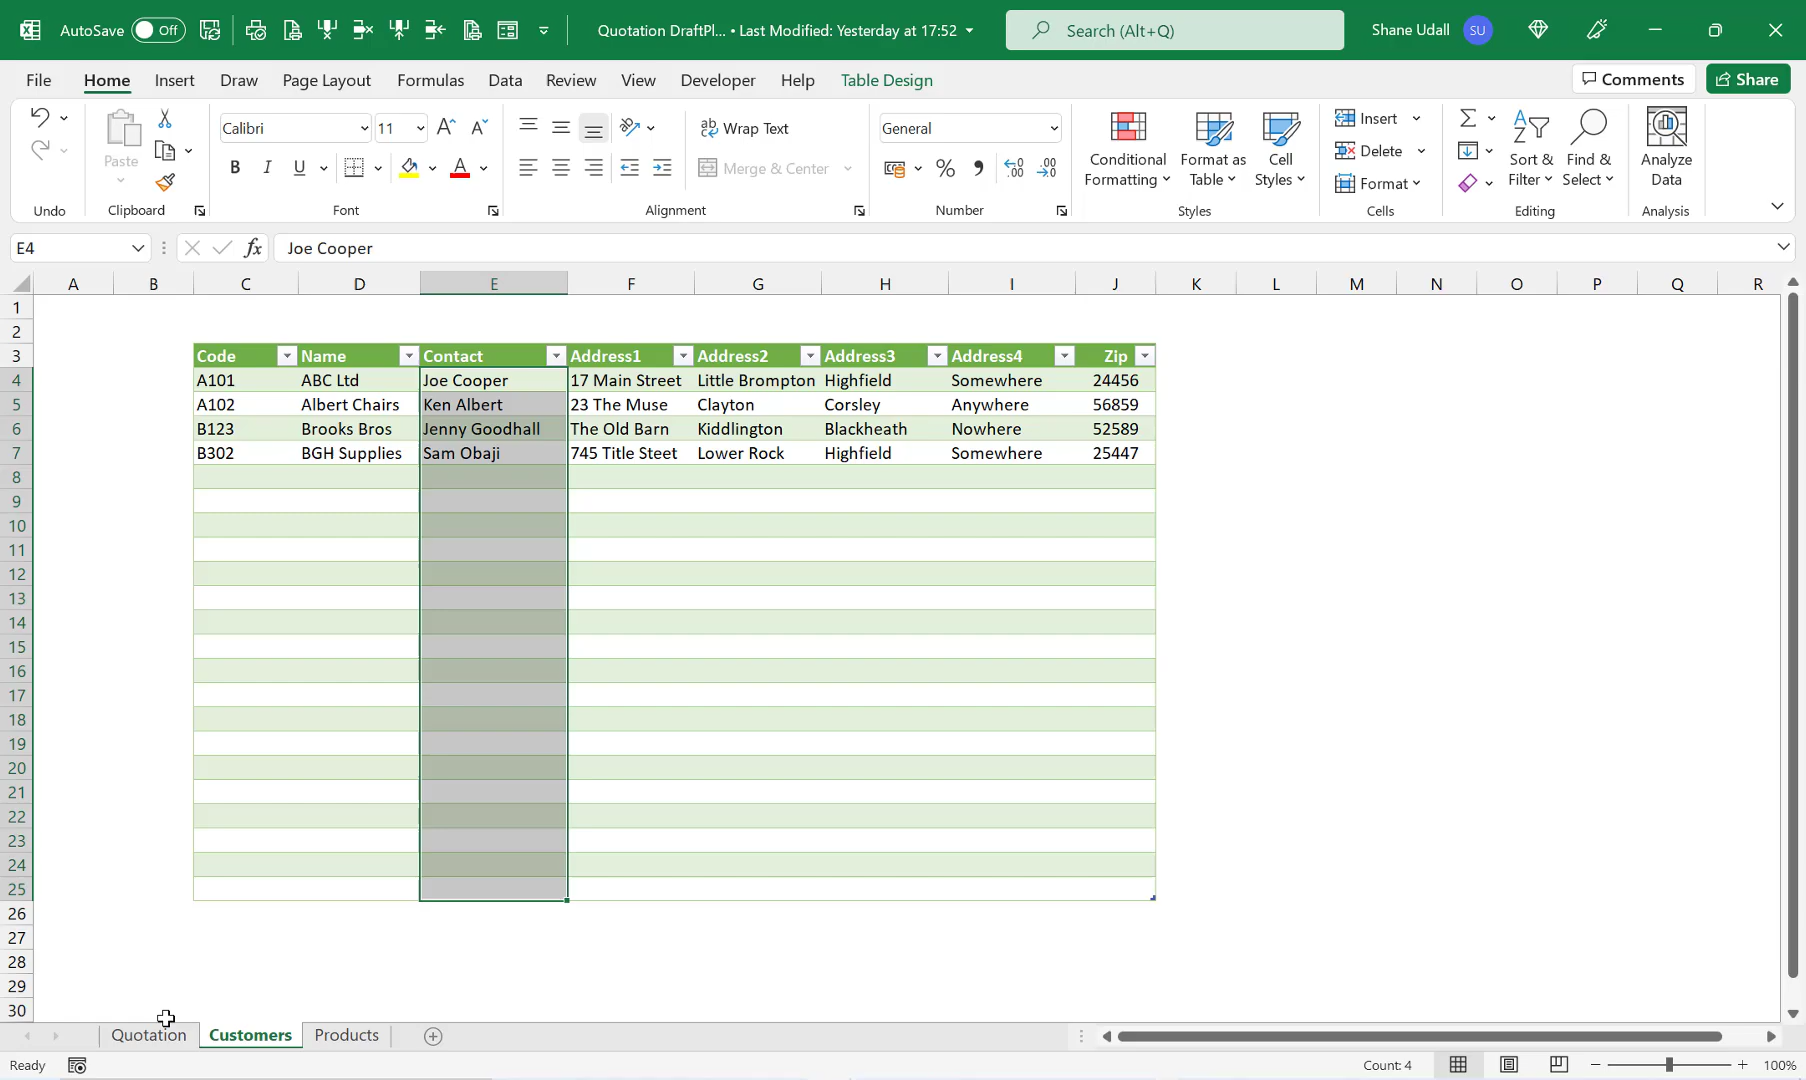 AutoSave Off Quotation DraftPl... • Last Modified: Yesterday at 17:52 Search (Alt+Q) Shane Udall SU
File Home Insert Draw Page Layout Formulas Data Review View Developer Help Table Design Comments Share
Paste Calibri 11 Wrap Text General Conditional Formatting Format as Table Cell Styles Insert Sort & Filter Find & Select Analyze Data
B I U Merge & Center % Delete
Format
Undo Clipboard Font Alignment Number Styles Cells Editing Analysis
E4 fx Joe Cooper
A B C D E F G H I J K L M N O P Q R
1
2
3 Code Name Contact Address1 Address2 Address3 Address4 Zip
4 A101 ABC Ltd Joe Cooper 17 Main Street Little Brompton Highfield Somewhere 24456
5 A102 Albert Chairs Ken Albert 23 The Muse Clayton Corsley Anywhere 56859
6 B123 Brooks Bros Jenny Goodhall The Old Barn Kiddlington Blackheath Nowhere 52589
7 B302 BGH Supplies Sam Obaji 745 Title Steet Lower Rock Highfield Somewhere 25447
8
9
10
11
12
13
14
15
16
17
18
19
20
21
22
23
24
25
26
27
28
29
30
Quotation Customers Products
Ready Count: 4 100%